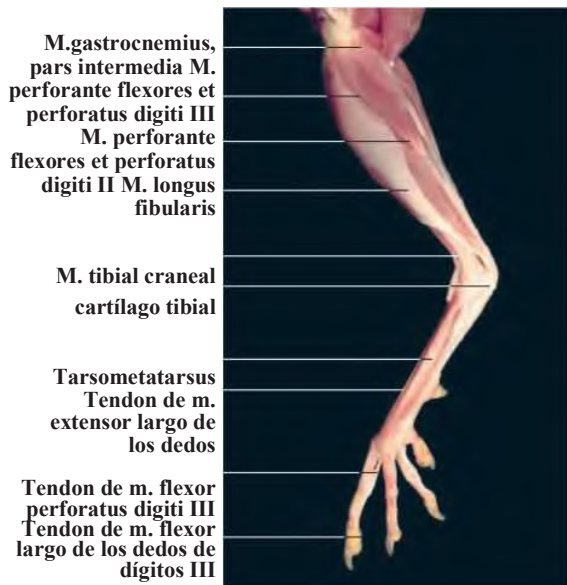 M.gastrocnemius,
pars intermedia M.
perforante flexores et
perforatus digiti III
M. perforante
flexores et perforatus
digiti II M. longus
fibularis
M. tibial craneal
cartílago tibial
Tarsometatarsus
Tendon de m.
extensor largo de
los dedos
Tendon de m. flexor
perforatus digiti III
Tendon de m. flexor
largo de los dedos de
dígitos III